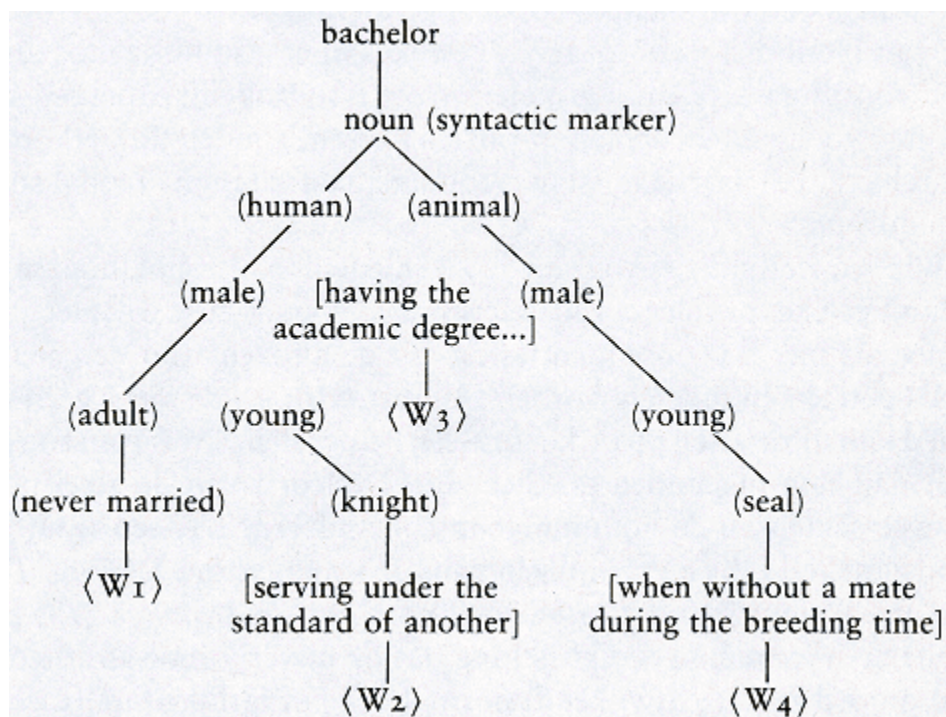 bachelor
noun (syntactic marker)
(human) (animal)
(male) [having the (male)
academic degree...]
(adult) (young) ⟨W3⟩ (young)
(never married) (knight) (seal)
⟨W1⟩ [serving under the [when without a mate
standard of another] during the breeding time]
⟨W2⟩ ⟨W4⟩